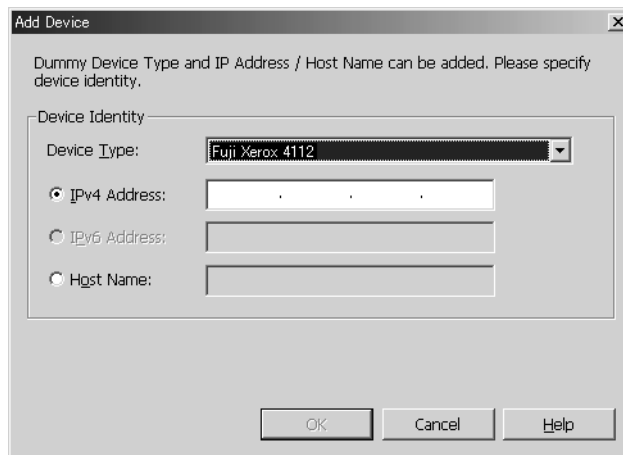 Add Device
Dummy Device Type and IP Address / Host Name can be added. Please specify
device identity.
Device Identity
Device Type:
Fuji Xerox 4112
IPv4 Address:
. . .
IPv6 Address:
Host Name:
OK Cancel Help